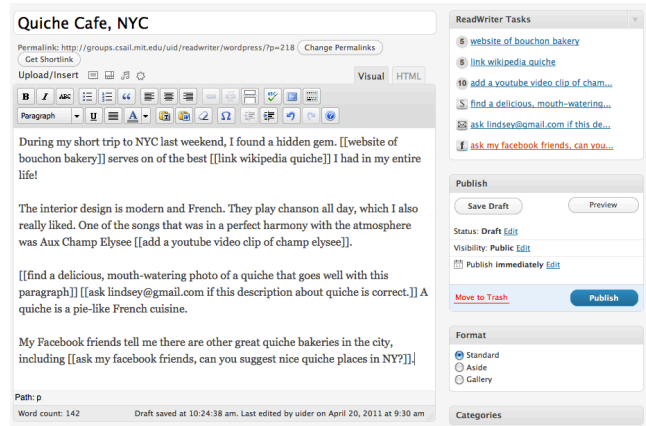 Quiche Cafe, NYC
Permalink: http://groups.csail.mit.edu/uid/readwriter/wordpress/?p=218 Change Permalinks
Get Shortlink
Upload/Insert
Visual HTML
B I ABC
Paragraph U A Ω
During my short trip to NYC last weekend, I found a hidden gem. [[website of
bouchon bakery]] serves on of the best [[link wikipedia quiche]] I had in my entire
life!
The interior design is modern and French. They play chanson all day, which I also
really liked. One of the songs that was in a perfect harmony with the atmosphere
was Aux Champ Elysee [[add a youtube video clip of champ elysee]].
[[find a delicious, mouth-watering photo of a quiche that goes well with this
paragraph]] [[ask lindsey@gmail.com if this description about quiche is correct.]] A
quiche is a pie-like French cuisine.
My Facebook friends tell me there are other great quiche bakeries in the city,
including [[ask my facebook friends, can you suggest nice quiche places in NY?]].
Path: p
Word count: 142 Draft saved at 10:24:38 am. Last edited by uider on April 20, 2011 at 9:30 am
ReadWriter Tasks
5 website of bouchon bakery
5 link wikipedia quiche
10 add a youtube video clip of cham...
S find a delicious, mouth-watering...
ask lindsey@gmail.com if this de...
f ask my facebook friends, can you...
Publish
Save Draft Preview
Status: Draft Edit
Visibility: Public Edit
Publish immediately Edit
Move to Trash Publish
Format
Standard
Aside
Gallery
Categories